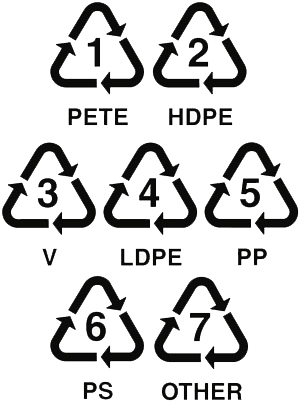 1 2
PETE HDPE
3 4 5
V LDPE PP
6 7
PS OTHER